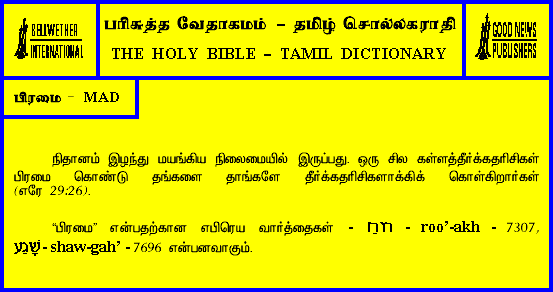 BELLWETHER
INTERNATIONAL
பரிசுத்த வேதாகமம் – தமிழ் சொல்லகராதி
THE HOLY BIBLE – TAMIL DICTIONARY
GOOD NEWS
PUBLISHERS
பிரமை – MAD
நிதானம் இழந்து மயங்கிய நிலைமையில் இருப்பது. ஒரு சில கள்ளத்தீர்க்கதரிசிகள்
பிரமை கொண்டு தங்களை தாங்களே தீர்க்கதரிசிகளாக்கிக் கொள்கிறார்கள்
(எரே 29:26).
“பிரமை” என்பதற்கான எபிரெய வார்த்தைகள் - רוּחַ - roo’-akh - 7307,
שָׁגַע - shaw-gah’ - 7696 என்பனவாகும்.